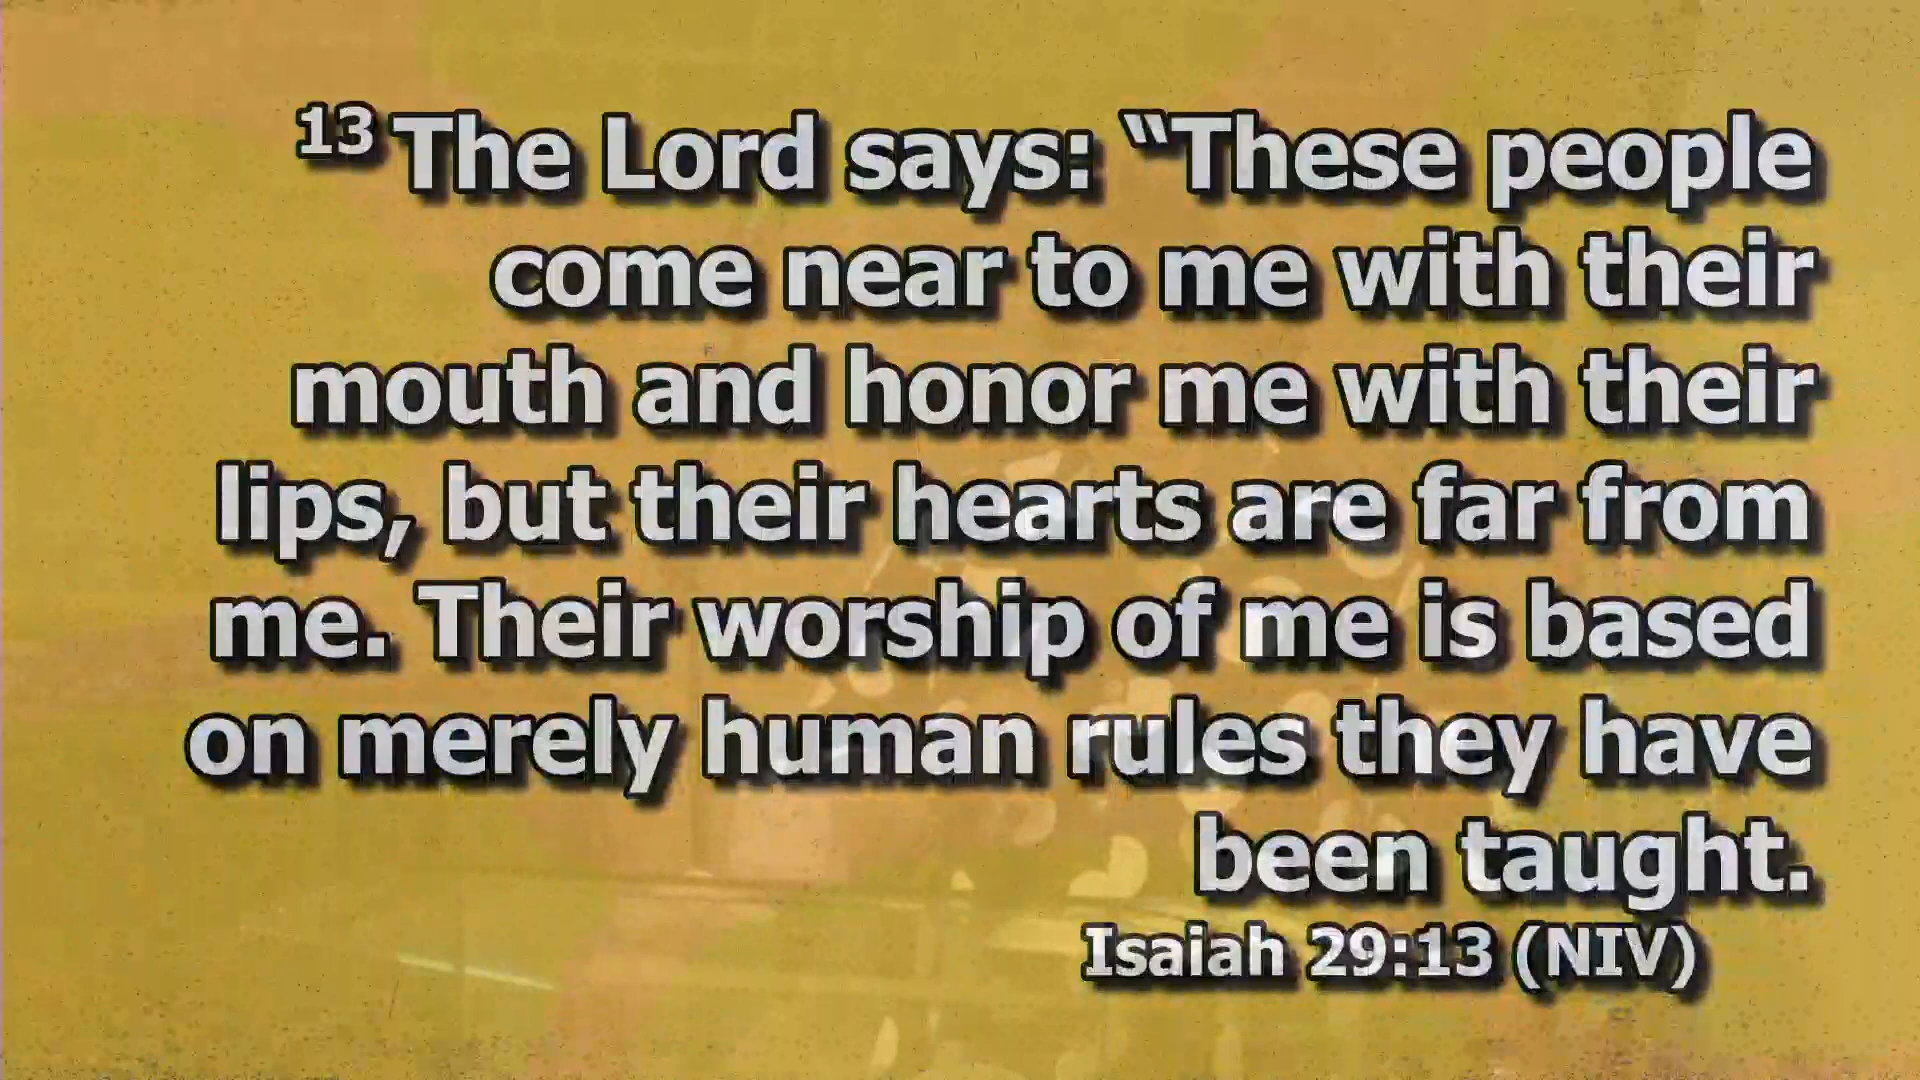 13 The Lord says: “These people
come near to me with their
mouth and honor me with their
lips, but their hearts are far from
me. Their worship of me is based
on merely human rules they have
been taught.
Isaiah 29:13 (NIV)